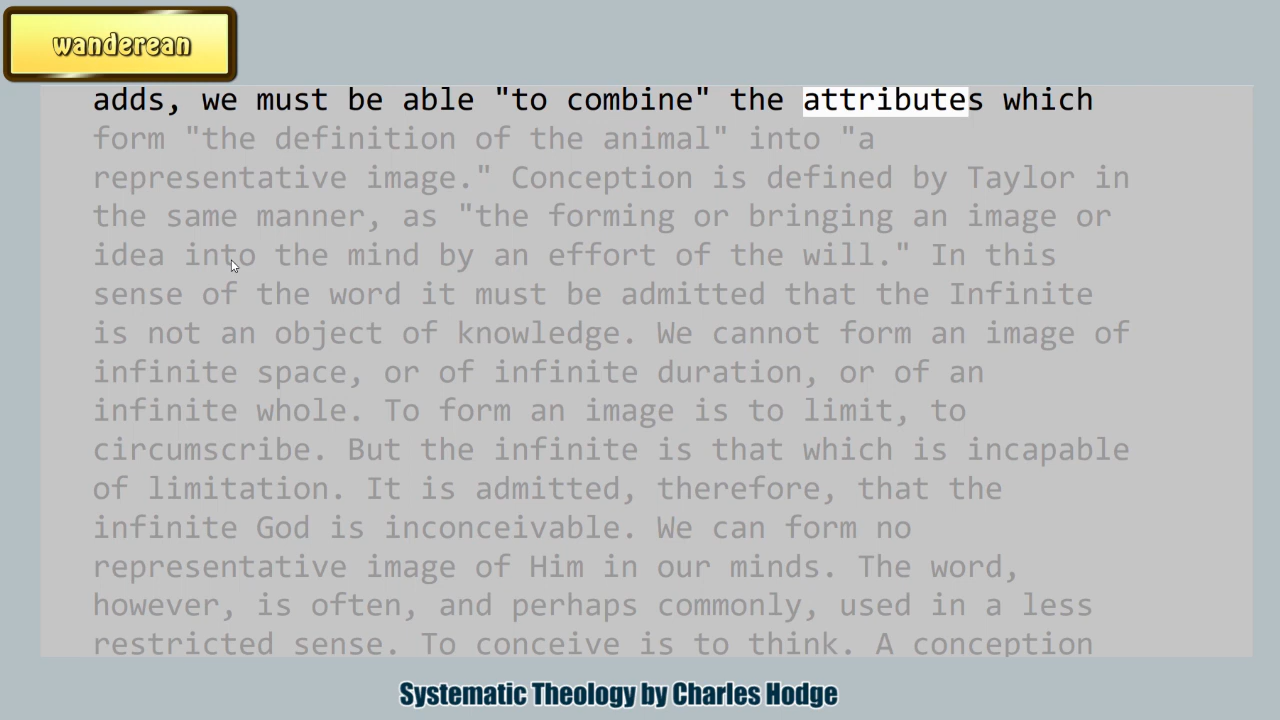 wanderean
adds, we must be able "to combine" the attributes which
form "the definition of the animal" into "a
representative image." Conception is defined by Taylor in
the same manner, as "the forming or bringing an image or
idea into the mind by an effort of the will." In this
sense of the word it must be admitted that the Infinite
is not an object of knowledge. We cannot form an image of
infinite space, or of infinite duration, or of an
infinite whole. To form an image is to limit, to
circumscribe. But the infinite is that which is incapable
of limitation. It is admitted, therefore, that the
infinite God is inconceivable. We can form no
representative image of Him in our minds. The word,
however, is often, and perhaps commonly, used in a less
restricted sense. To conceive is to think. A conception
Systematic Theology by Charles Hodge